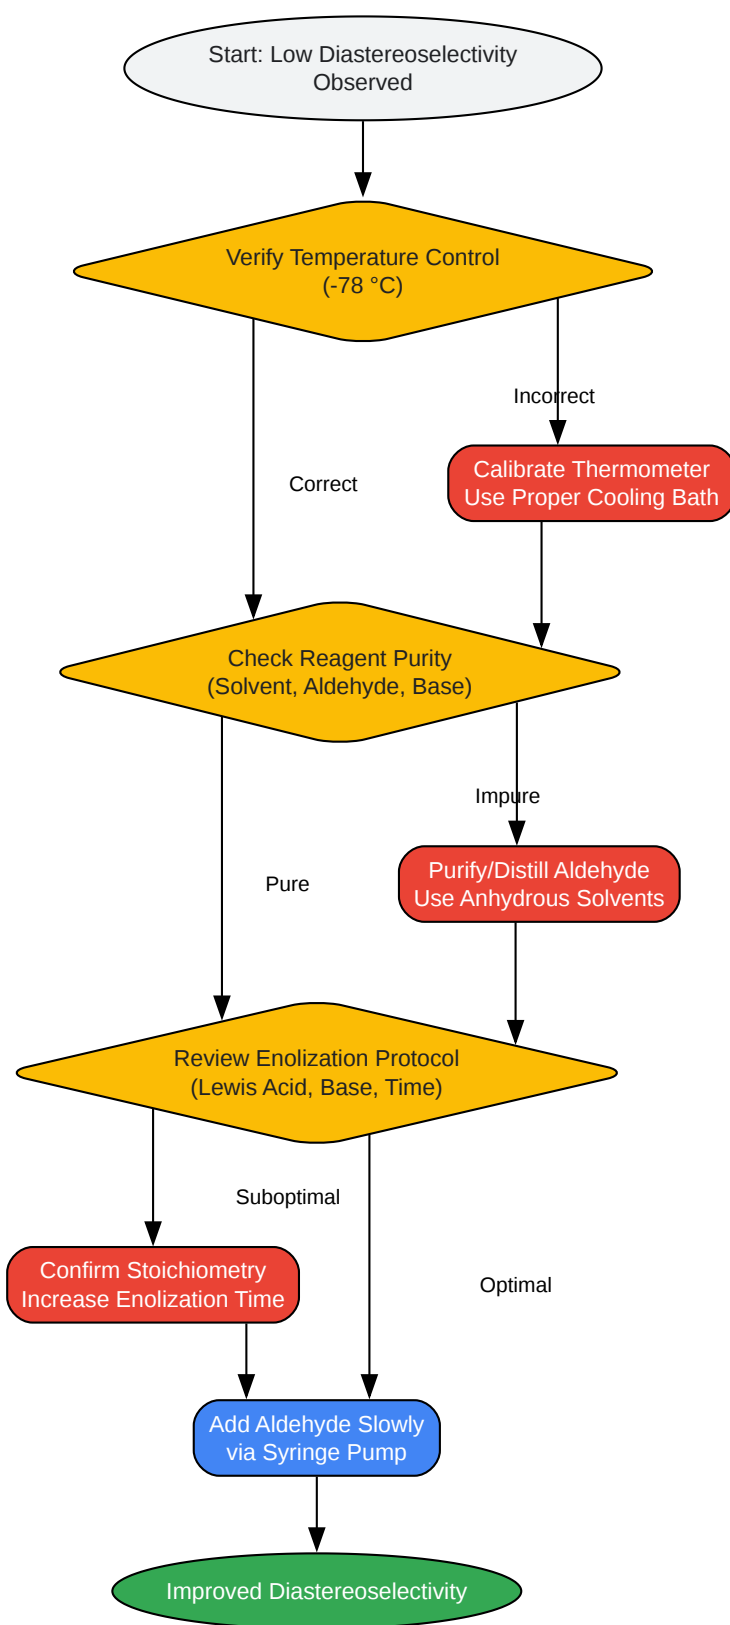 Start: Low Diastereoselectivity
Observed
Verify Temperature Control
(-78 °C)
Incorrect
Calibrate Thermometer
Use Proper Cooling Bath
Correct
Check Reagent Purity
(Solvent, Aldehyde, Base)
Impure
Purify/Distill Aldehyde
Use Anhydrous Solvents
Pure
Review Enolization Protocol
(Lewis Acid, Base, Time)
Suboptimal
Confirm Stoichiometry
Increase Enolization Time
Optimal
Add Aldehyde Slowly
via Syringe Pump
Improved Diastereoselectivity